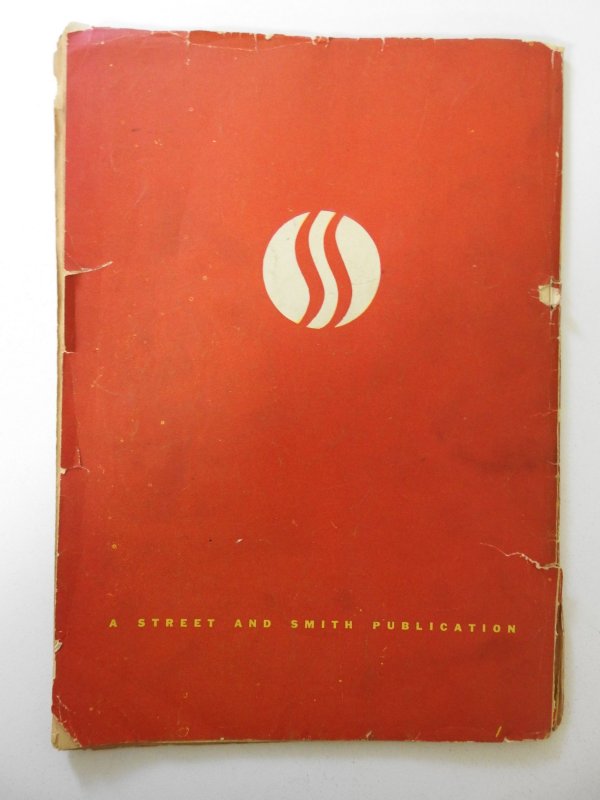 A STREET AND SMITH PUBLICATION